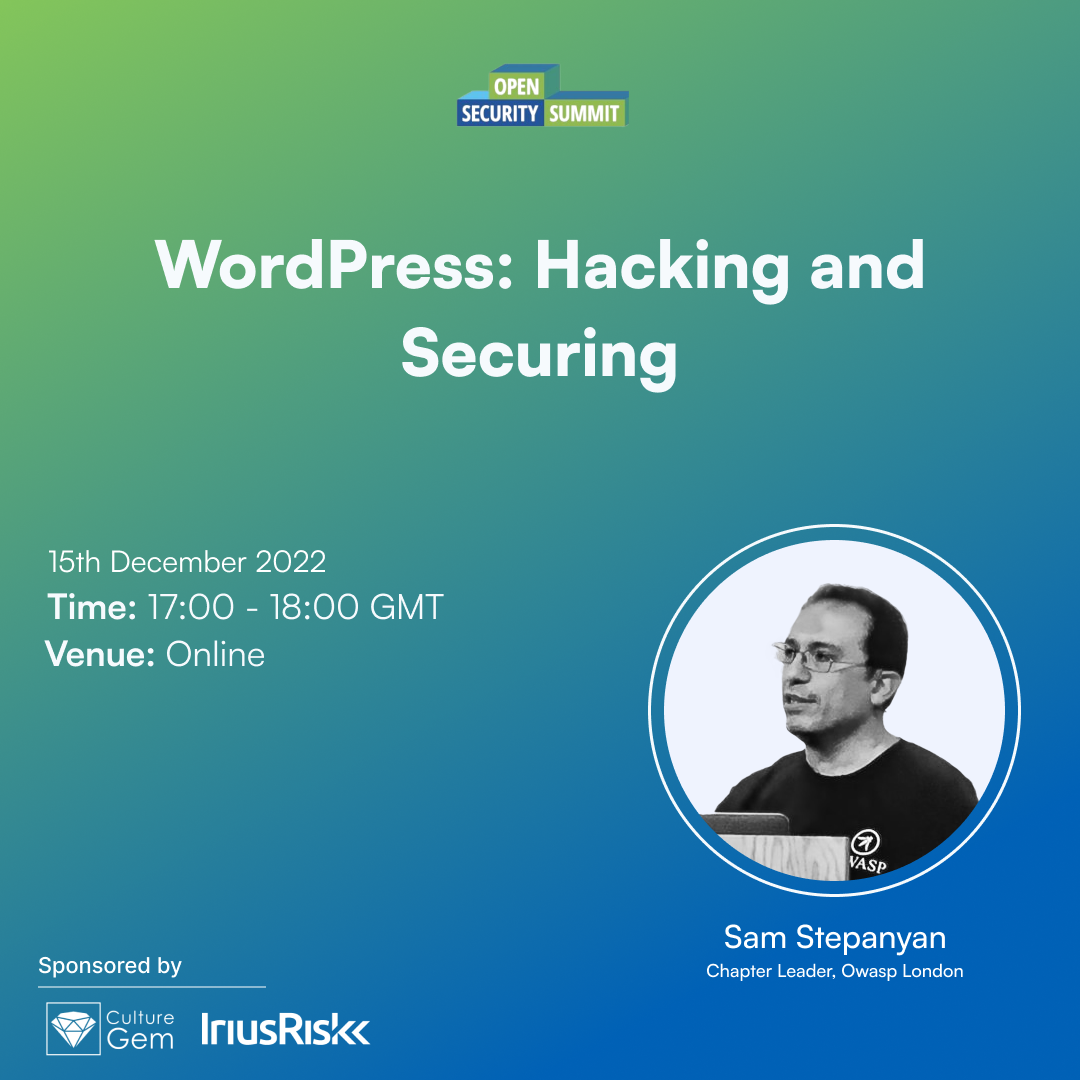 OPEN
SECURITY SUMMIT
WordPress: Hacking and
Securing
15th December 2022
Time: 17:00 - 18:00 GMT
Venue: Online
WASP
Sam Stepanyan
Chapter Leader, Owasp London
Sponsored by
Culture
Gem
IriusRisk